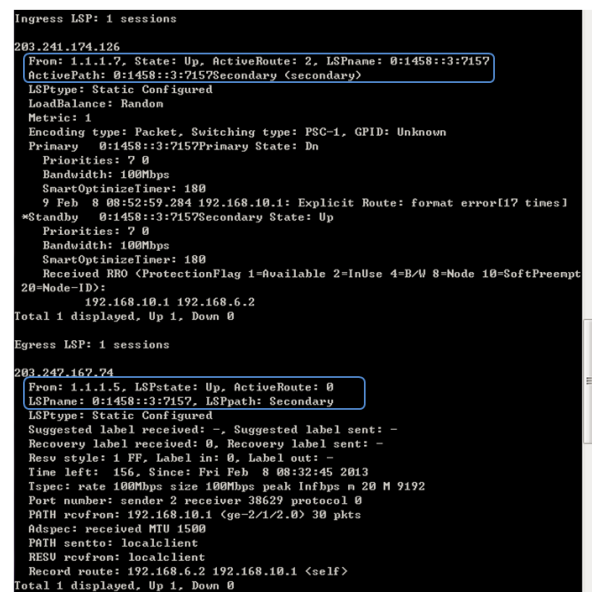 Ingress LSP: 1 sessions
203.241.174.126
From: 1.1.1.7, State: Up, ActiveRoute: 2, LSPname: 0:1458::3:7157
ActivePath: 0:1458::3:7157Secondary (secondary)
LSPtype: Static Configured
LoadBalance: Random
Metric: 1
Encoding type: Packet, Switching type: PSC-1, GPID: Unknown
Primary   0:1458::3:7157Primary State: Dn
Priorities: 7 0
Bandwidth: 100Mbps
SmartOptimizeTimer: 180
9 Feb  8 08:52:59.284 192.168.10.1: Explicit Route: format error[17 times]
*Standby   0:1458::3:7157Secondary State: Up
Priorities: 7 0
Bandwidth: 100Mbps
SmartOptimizeTimer: 180
Received RRO (ProtectionFlag 1=Available 2=InUse 4=B/W 8=Node 10=SoftPreempt
20=Node-ID):
192.168.10.1 192.168.6.2
Total 1 displayed, Up 1, Down 0
Egress LSP: 1 sessions
203.247.167.74
From: 1.1.1.5, LSPstate: Up, ActiveRoute: 0
LSPname: 0:1458::3:7157, LSPpath: Secondary
LSPtype: Static Configured
Suggested label received: -, Suggested label sent: -
Recovery label received: 0, Recovery label sent: -
Resv style: 1 FF, Label in: 0, Label out: -
Time left:  156, Since: Fri Feb  8 08:32:45 2013
Tspec: rate 100Mbps size 100Mbps peak Infbps m 20 M 9192
Port number: sender 2 receiver 38629 protocol 0
PATH rcvfrom: 192.168.10.1 (ge-2/1/2.0) 30 pkts
Adspec: received MTU 1500
PATH sentto: localclient
RESV rcvfrom: localclient
Record route: 192.168.6.2 192.168.10.1 <self>
Total 1 displayed, Up 1, Down 0